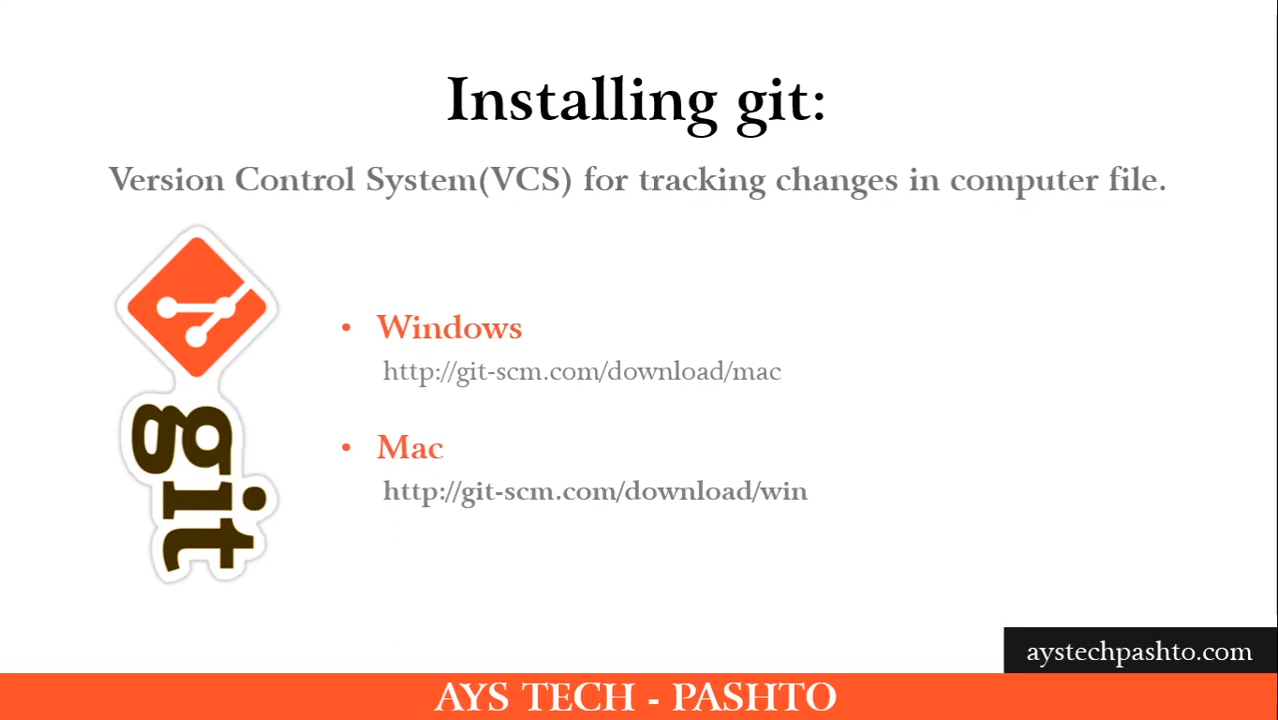 Installing git:
Version Control System(VCS) for tracking changes in computer file.
git
• Windows
http://git-scm.com/download/mac
• Mac
http://git-scm.com/download/win
aystechpashto.com
AYS TECH - PASHTO